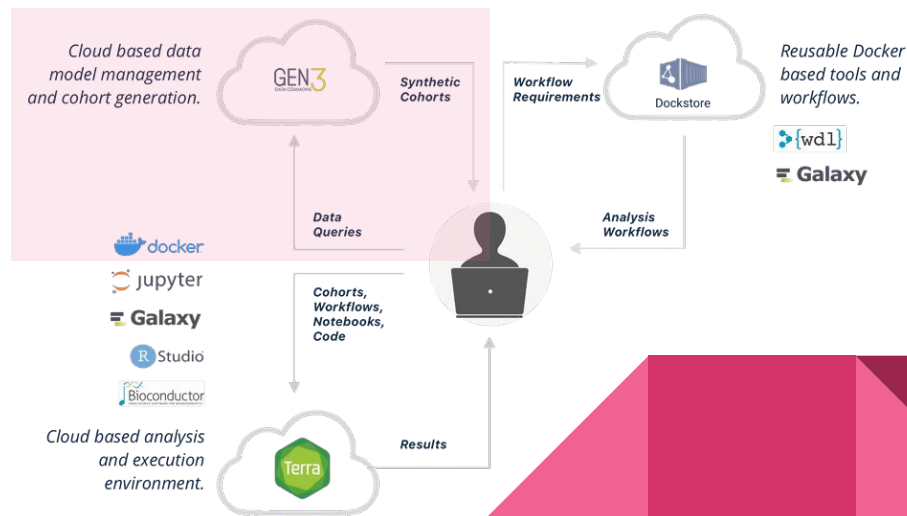 Cloud based data
model management
and cohort generation.
GEN3
DATA COMMONS
Synthetic
Cohorts
Workflow
Requirements
Dockstore
Reusable Docker
based tools and
workflows.
{wdl}
Galaxy
Data
Queries
Analysis
Workflows
docker
jupyter
Galaxy
R Studio
Bioconductor
Cohorts,
Workflows,
Notebooks,
Code
Cloud based analysis
and execution
environment.
Terra
Results